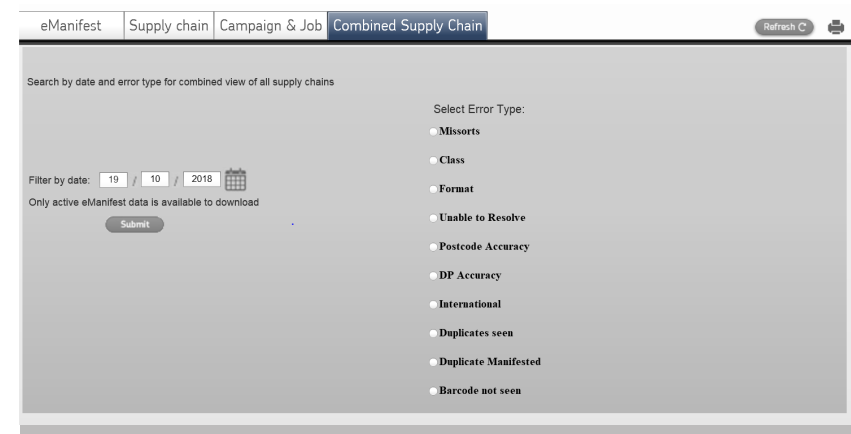 eManifest Supply chain Campaign & Job Combined Supply Chain Refresh
Search by date and error type for combined view of all supply chains
Select Error Type:
Missorts
Class
Filter by date: 19 / 10 / 2018
Format
Only active eManifest data is available to download
Submit
Unable to Resolve
Postcode Accuracy
DP Accuracy
International
Duplicates seen
Duplicate Manifested
Barcode not seen